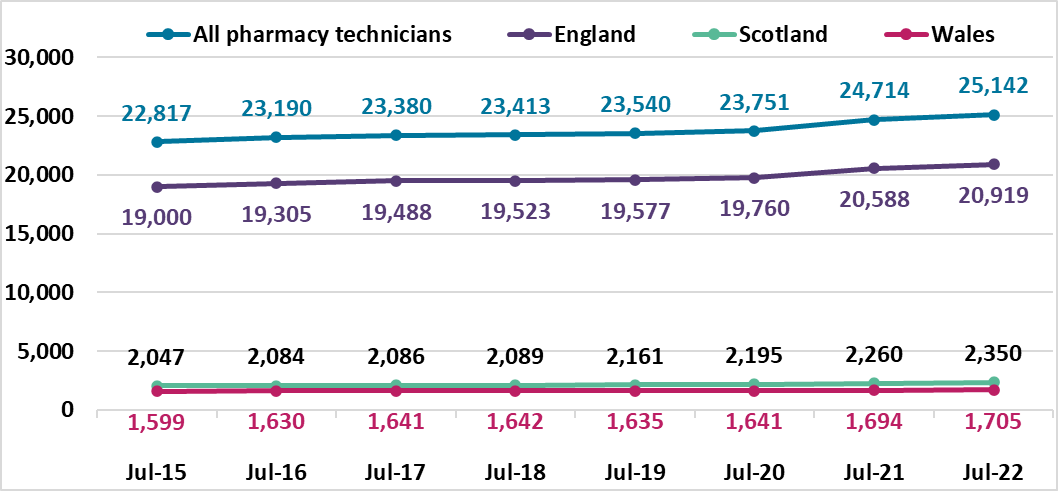 All pharmacy technicians England Scotland Wales
30,000
22,817 23,190 23,380 23,413 23,540 23,751 24,714 25,142
25,000
20,000
19,000 19,305 19,488 19,523 19,577 19,760 20,588 20,919
15,000
10,000
5,000
2,047 2,084 2,086 2,089 2,161 2,195 2,260 2,350
0
1,599 1,630 1,641 1,642 1,635 1,641 1,694 1,705
Jul-15 Jul-16 Jul-17 Jul-18 Jul-19 Jul-20 Jul-21 Jul-22